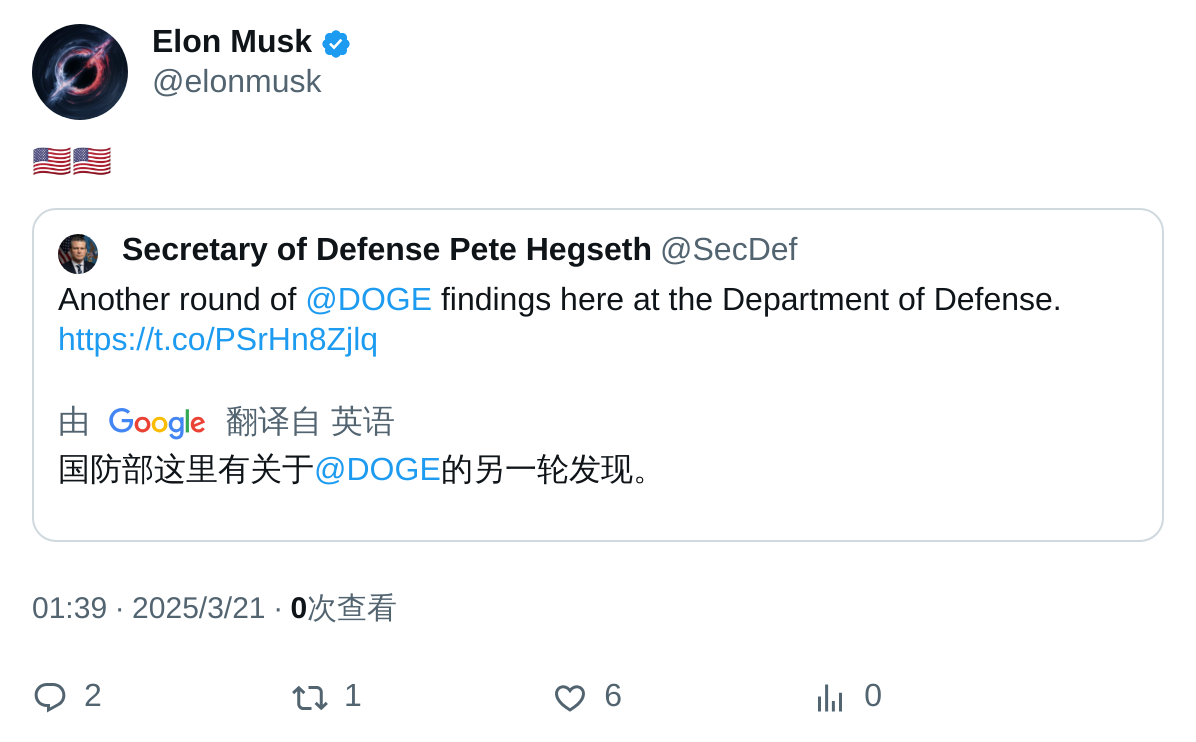 Elon Musk
@elonmusk
🇺🇸🇺🇸
Secretary of Defense Pete Hegseth @SecDef
Another round of @DOGE findings here at the Department of Defense.
https://t.co/PSrHn8Zjlq
由 Google 翻译自 英语
国防部这里有关于@DOGE的另一轮发现。
01:39 · 2025/3/21 · 0次查看
2 1 6 0